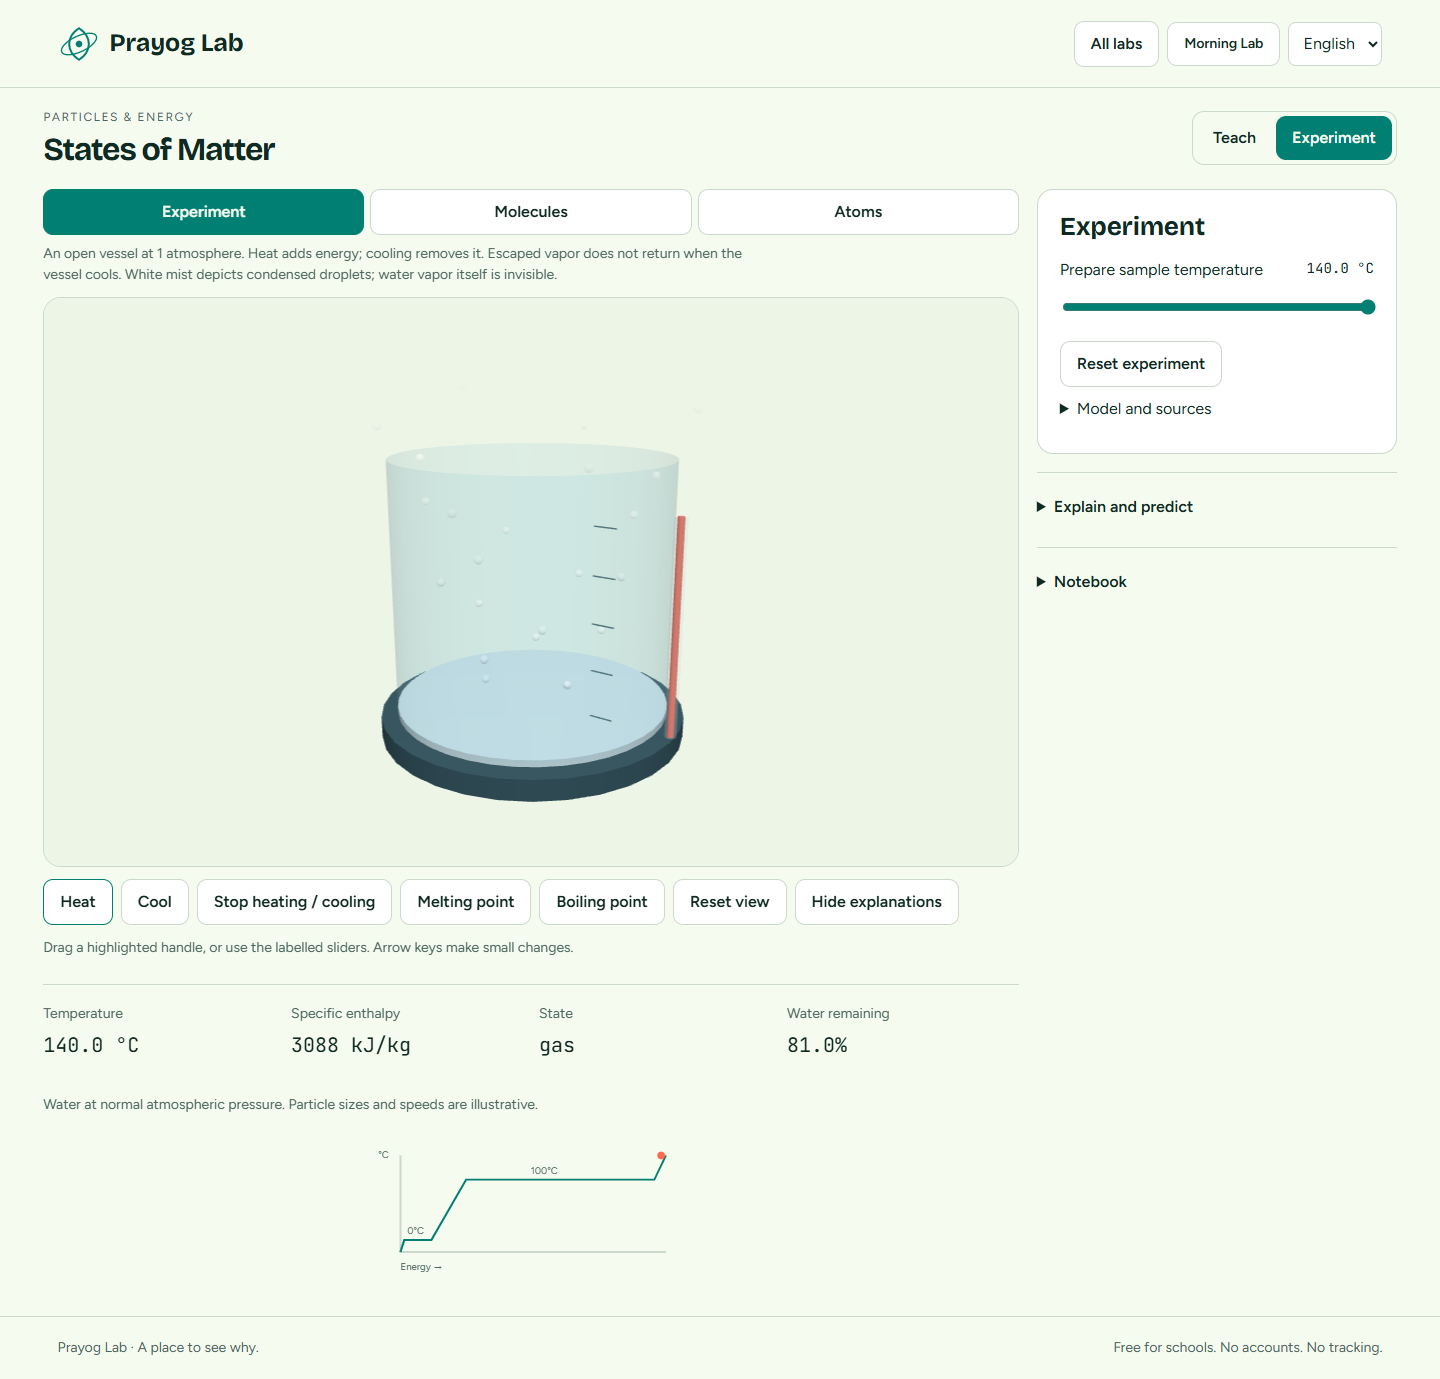 Prayog Lab
All labs
Morning Lab
English
PARTICLES & ENERGY
States of Matter
Teach
Experiment
Experiment
Molecules
Atoms
An open vessel at 1 atmosphere. Heat adds energy; cooling removes it. Escaped vapor does not return when the
vessel cools. White mist depicts condensed droplets; water vapor itself is invisible.
Experiment
Prepare sample temperature
140.0 °C
Reset experiment
Model and sources
Explain and predict
Notebook
Heat
Cool
Stop heating / cooling
Melting point
Boiling point
Reset view
Hide explanations
Drag a highlighted handle, or use the labelled sliders. Arrow keys make small changes.
Temperature
140.0 °C
Specific enthalpy
3088 kJ/kg
State
gas
Water remaining
81.0%
Water at normal atmospheric pressure. Particle sizes and speeds are illustrative.
°C
100°C
0°C
Energy →
Prayog Lab · A place to see why.
Free for schools. No accounts. No tracking.